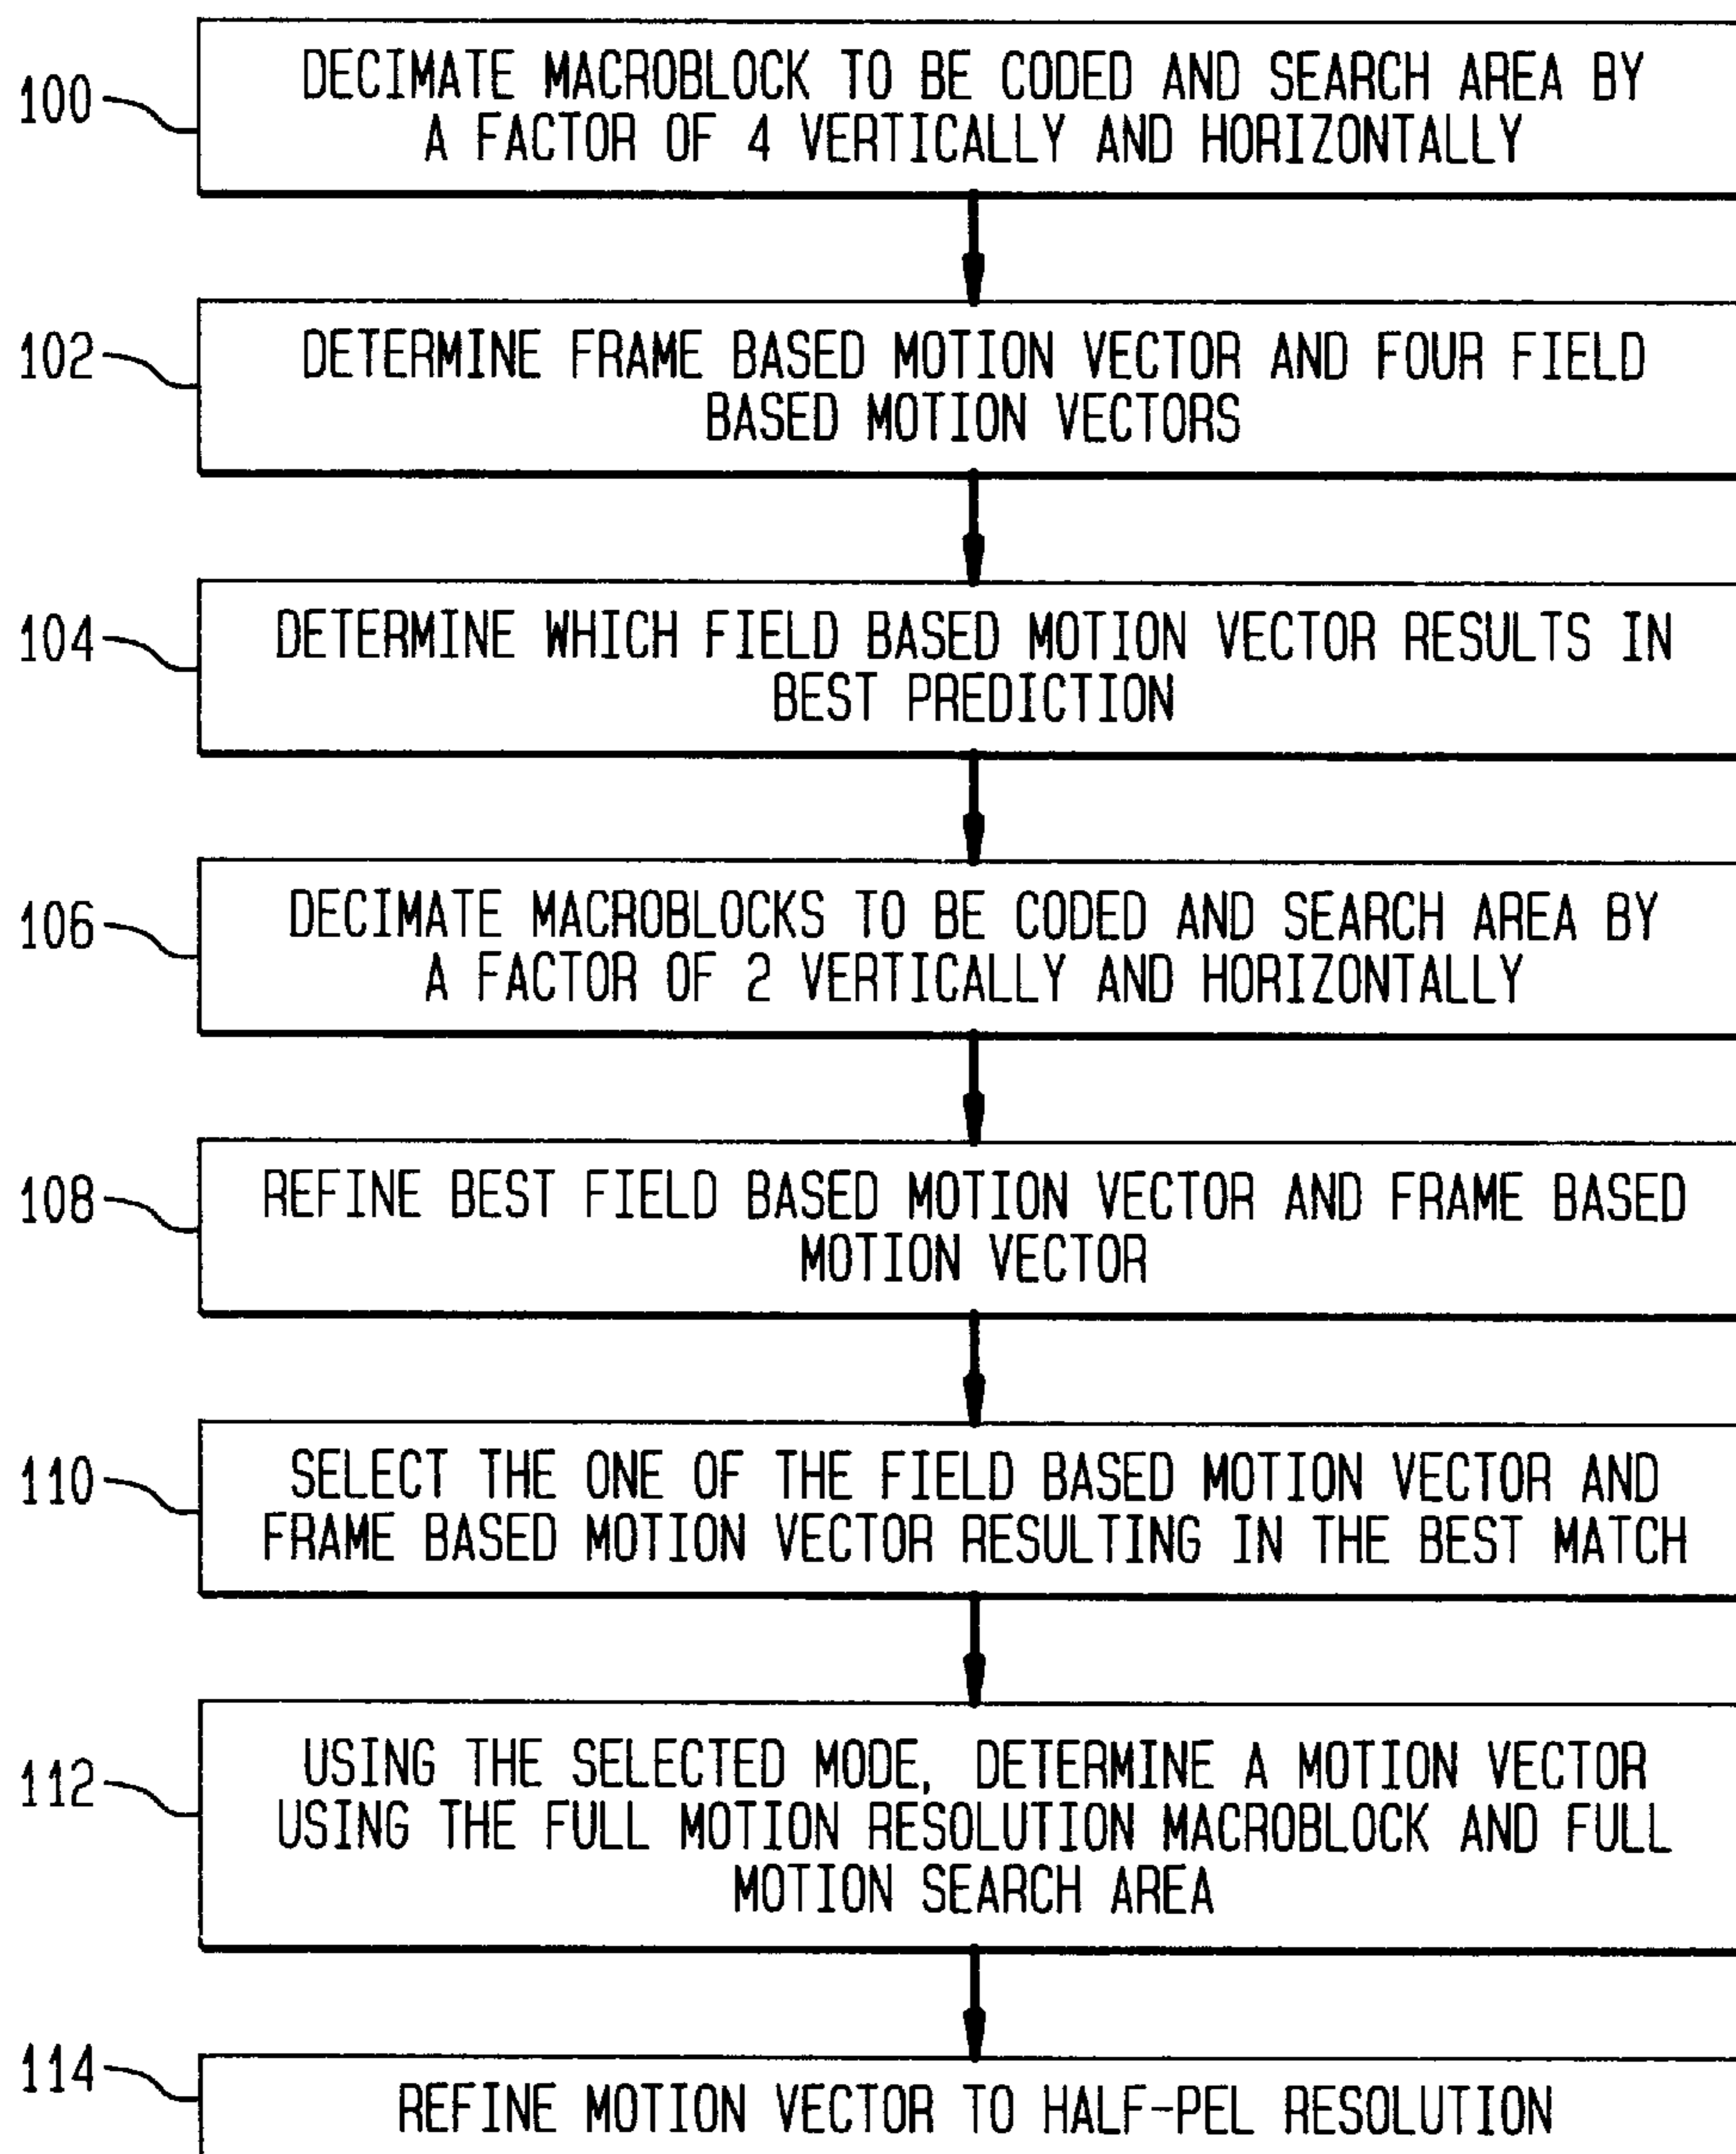 100
DECIMATE MACROBLOCK TO BE CODED AND SEARCH AREA BY
A FACTOR OF 4 VERTICALLY AND HORIZONTALLY
102
DETERMINE FRAME BASED MOTION VECTOR AND FOUR FIELD
BASED MOTION VECTORS
104
DETERMINE WHICH FIELD BASED MOTION VECTOR RESULTS IN
BEST PREDICTION
106
DECIMATE MACROBLOCKS TO BE CODED AND SEARCH AREA BY
A FACTOR OF 2 VERTICALLY AND HORIZONTALLY
108
REFINE BEST FIELD BASED MOTION VECTOR AND FRAME BASED
MOTION VECTOR
110
SELECT THE ONE OF THE FIELD BASED MOTION VECTOR AND
FRAME BASED MOTION VECTOR RESULTING IN THE BEST MATCH
112
USING THE SELECTED MODE, DETERMINE A MOTION VECTOR
USING THE FULL MOTION RESOLUTION MACROBLOCK AND FULL
MOTION SEARCH AREA
114
REFINE MOTION VECTOR TO HALF-PEL RESOLUTION